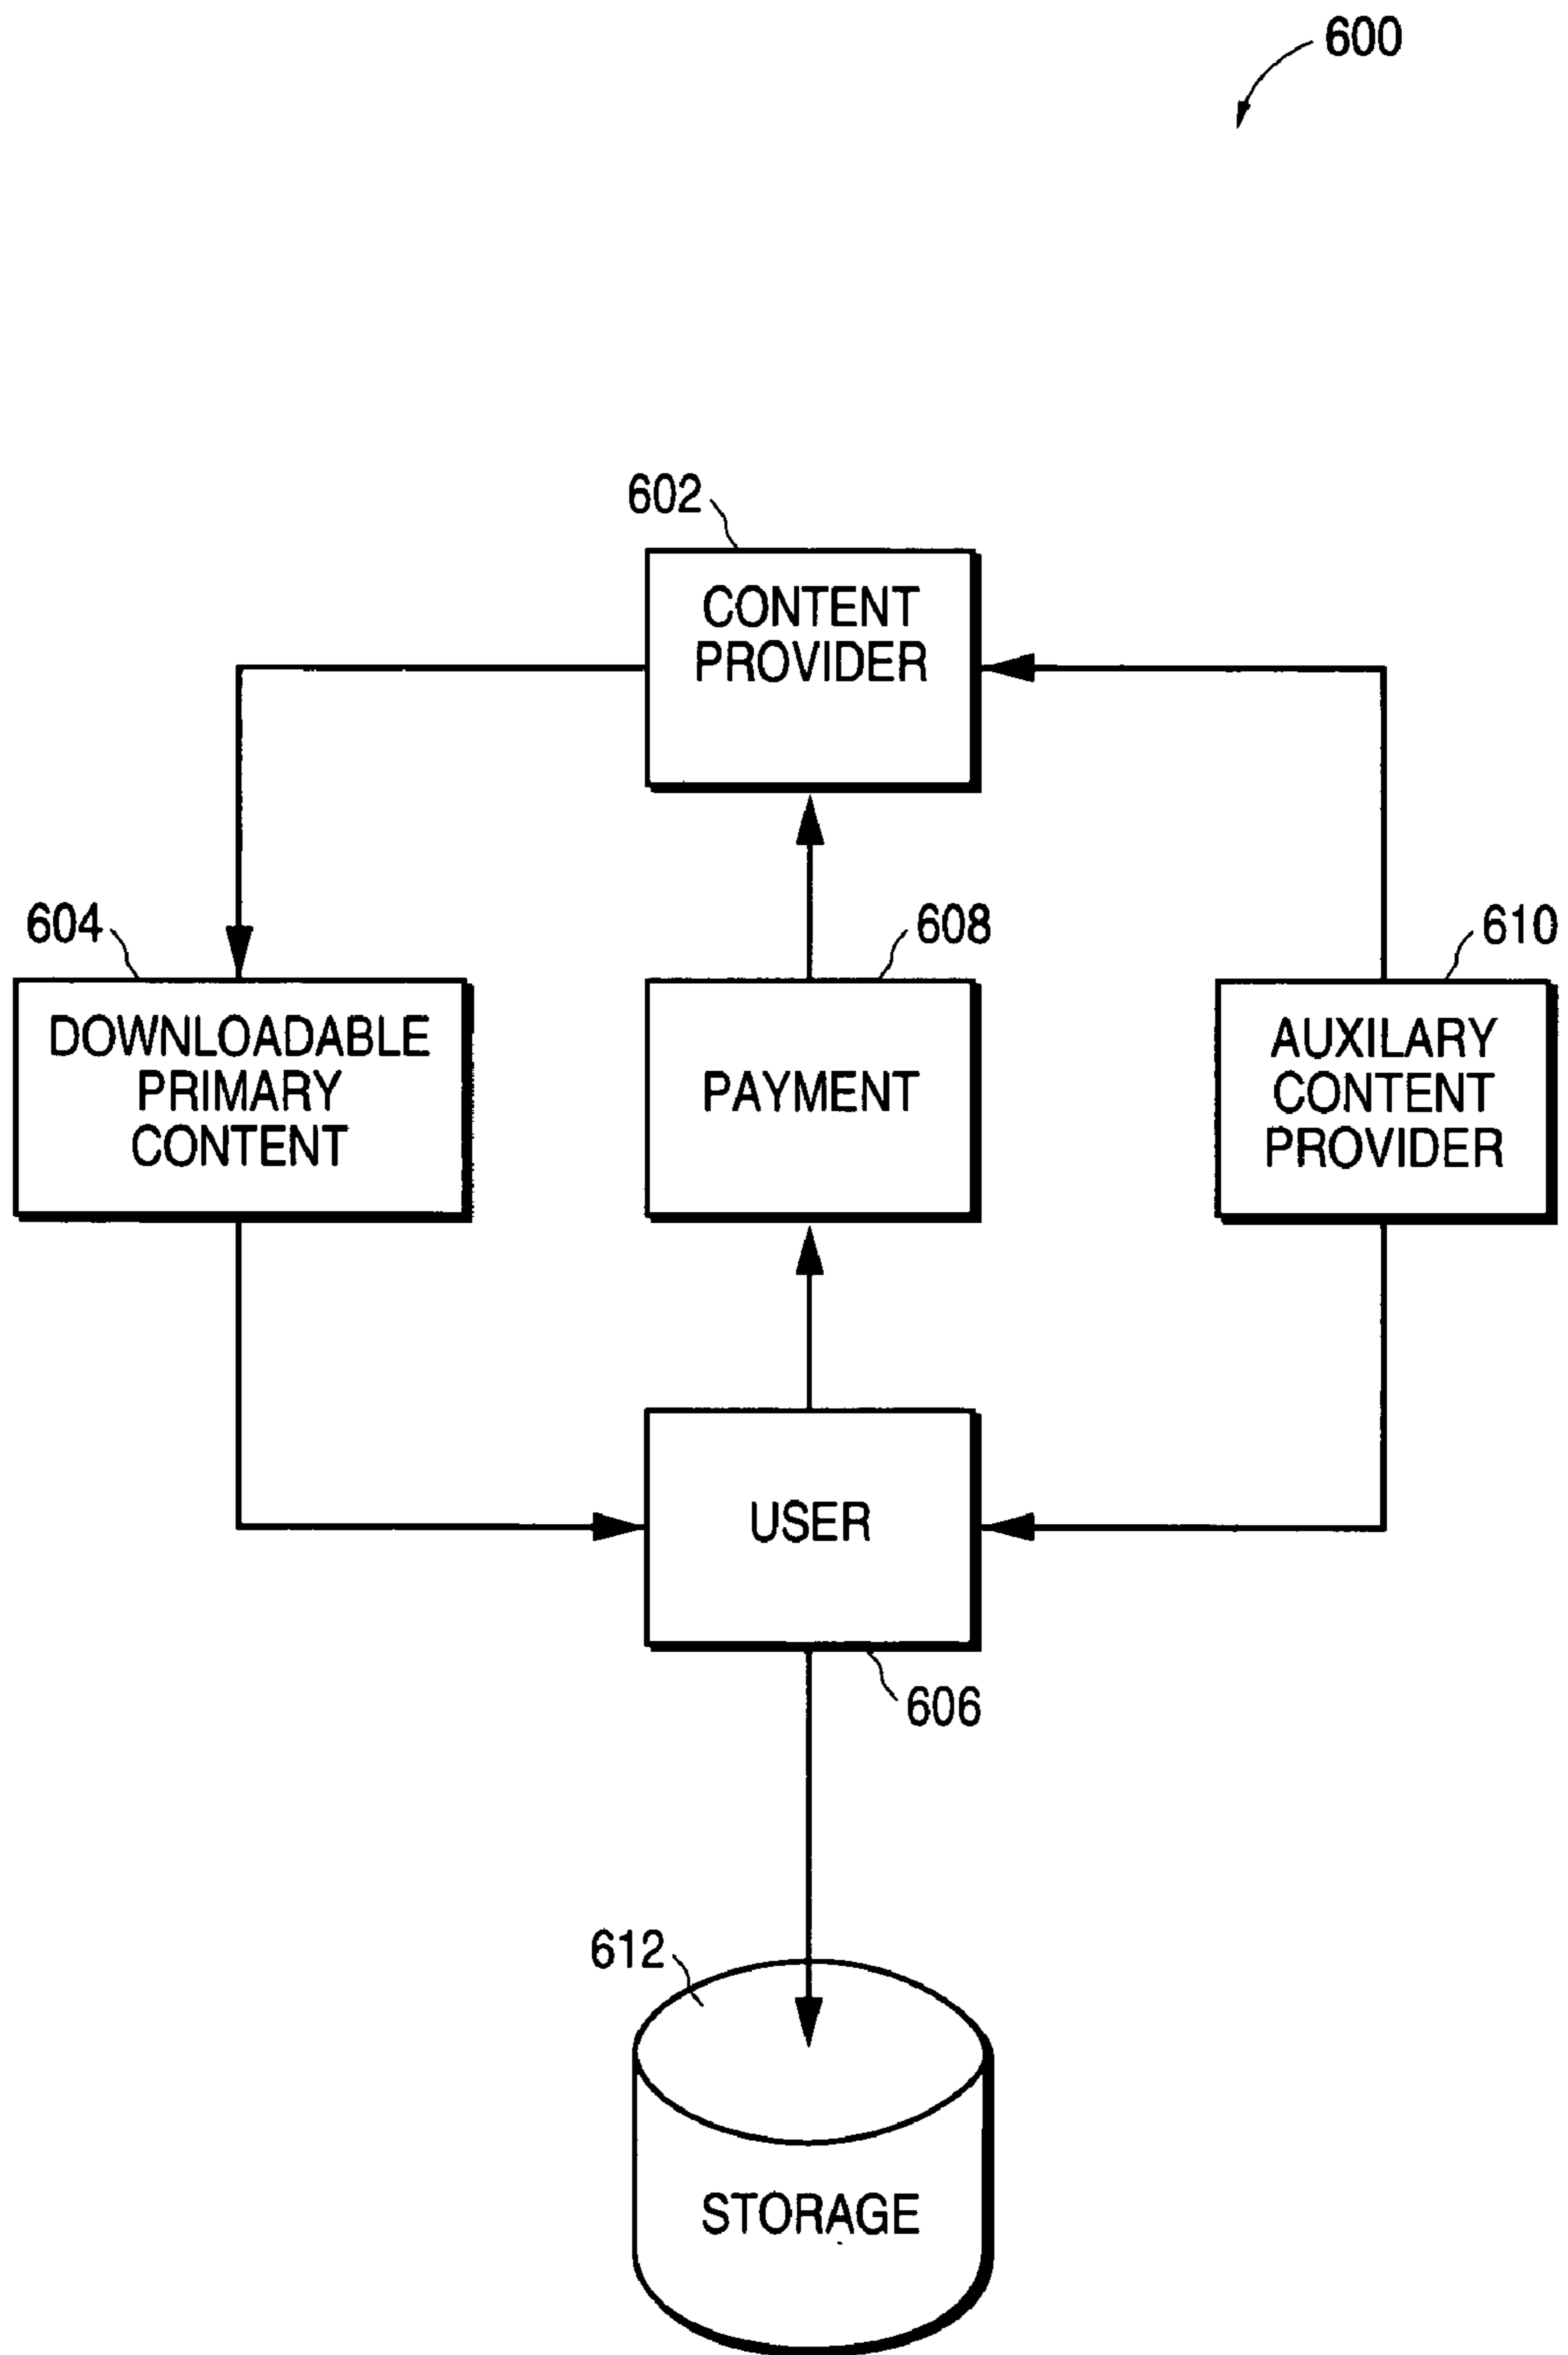 600
602
CONTENT
PROVIDER
604
DOWNLOADABLE
PRIMARY
CONTENT
608
PAYMENT
610
AUXILARY
CONTENT
PROVIDER
USER
606
612
STORAGE